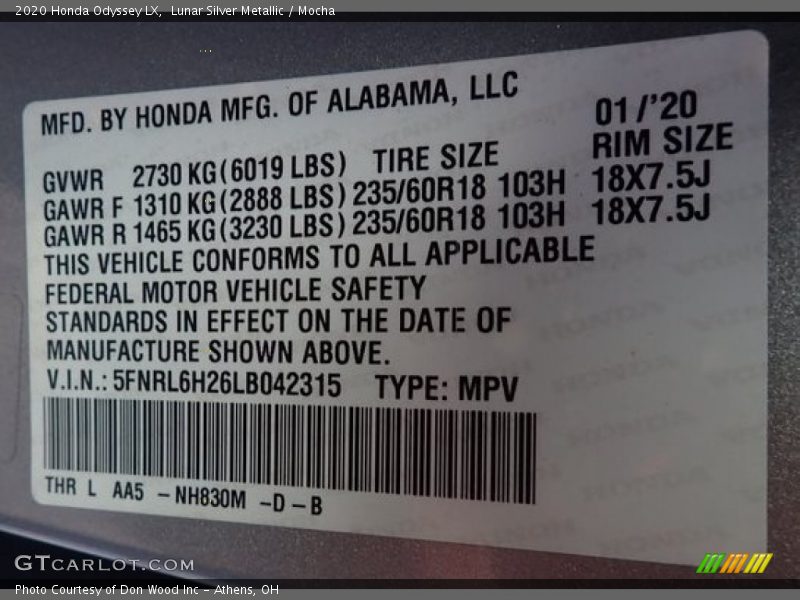 2020 Honda Odyssey LX,  Lunar Silver Metallic / Mocha
MFD. BY HONDA MFG. OF ALABAMA, LLC 01/'20
GVWR 2730 KG(6019 LBS) TIRE SIZE RIM SIZE
GAWR F 1310 KG(2888 LBS) 235/60R18 103H 18X7.5J
GAWR R 1465 KG(3230 LBS) 235/60R18 103H 18X7.5J
THIS VEHICLE CONFORMS TO ALL APPLICABLE
FEDERAL MOTOR VEHICLE SAFETY
STANDARDS IN EFFECT ON THE DATE OF
MANUFACTURE SHOWN ABOVE.
V.I.N.: 5FNRL6H26LB042315 TYPE: MPV
THR L AA5 -NH830M -D-B
GTCARLOT.COM
Photo Courtesy of Don Wood Inc - Athens, OH